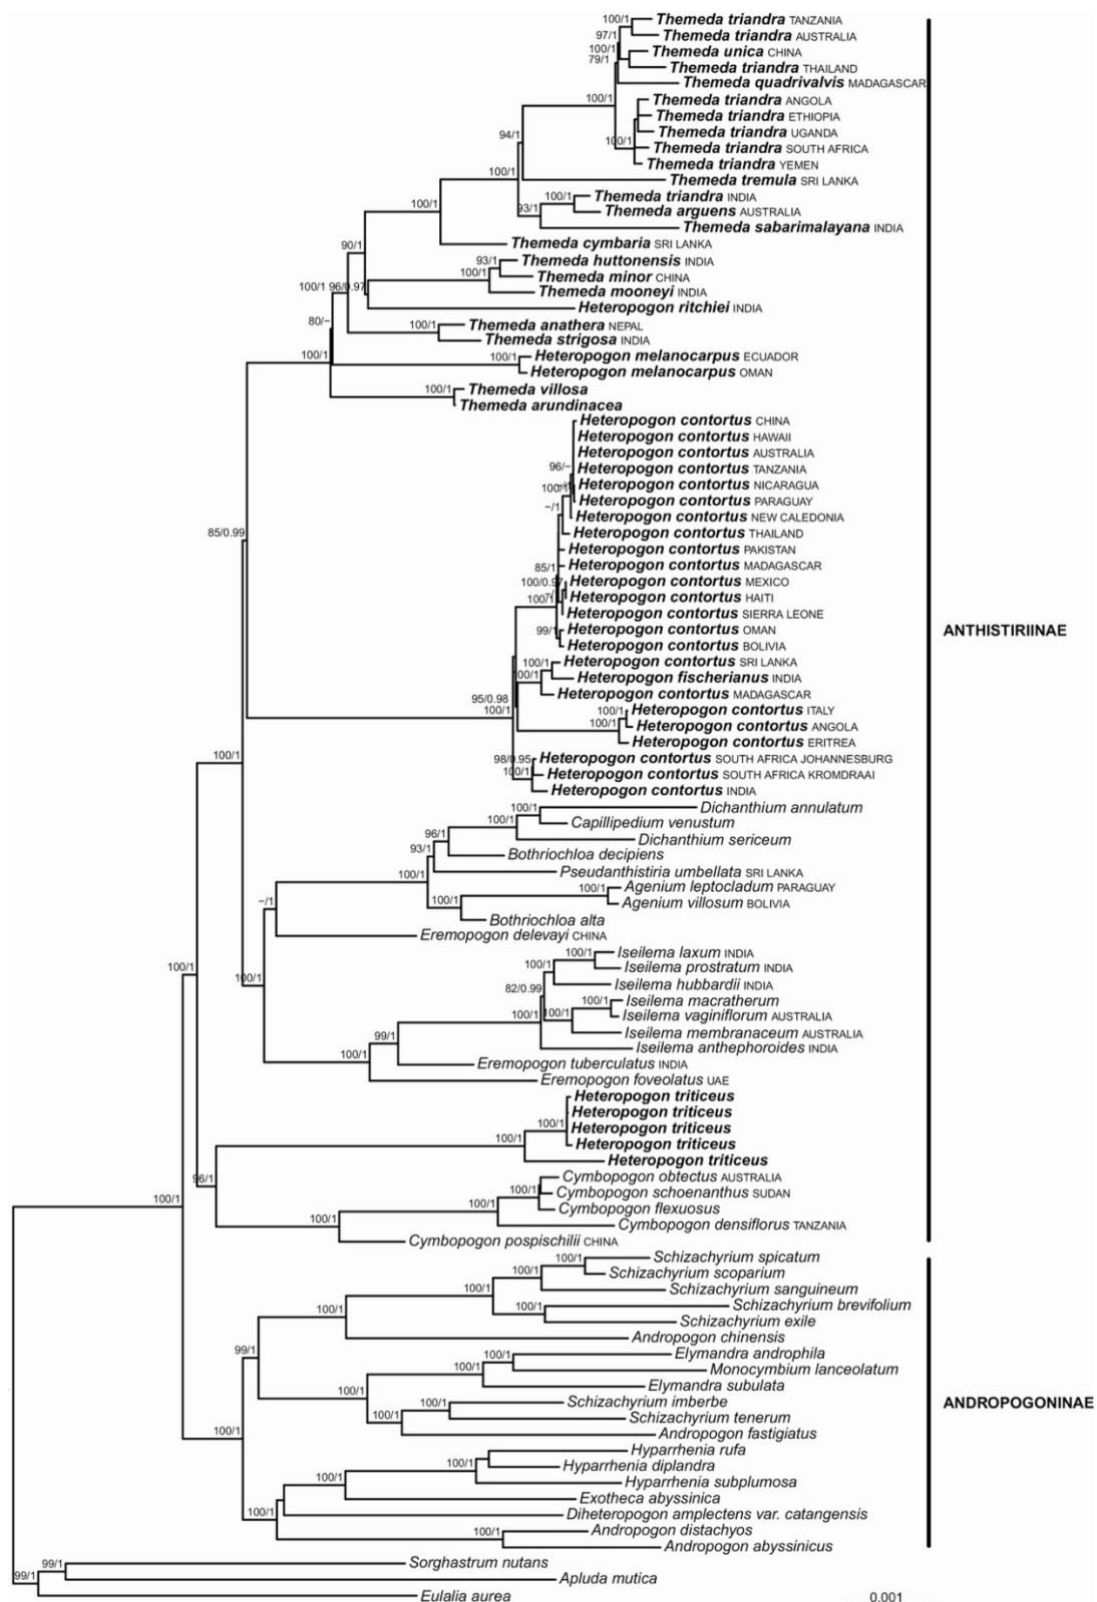 100/1 Themeda triandra TANZANIA
97/1 Themeda triandra AUSTRALIA
100/1 Themeda unica CHINA
79/1 Themeda triandra THAILAND
Themeda quadrivalvis MADAGASCAR
100/1 Themeda triandra ANGOLA
Themeda triandra ETHIOPIA
Themeda triandra UGANDA
94/1 100/1 Themeda triandra SOUTH AFRICA
Themeda triandra YEMEN
100/1 Themeda tremula SRI LANKA
100/1 Themeda triandra INDIA
100/1 93/1 Themeda arguens AUSTRALIA
Themeda sabarimalayana INDIA
90/1 Themeda cymbaria SRI LANKA
93/1 Themeda huttonensis INDIA
100/1 Themeda minor CHINA
100/1 96/0.97 Themeda mooneyi INDIA
Heteropogon ritchiei INDIA
80/− 100/1 Themeda anathera NEPAL
Themeda strigosa INDIA
100/1 100/1 Heteropogon melanocarpus ECUADOR
Heteropogon melanocarpus OMAN
100/1 Themeda villosa
Themeda arundinacea
Heteropogon contortus CHINA
Heteropogon contortus HAWAII
Heteropogon contortus AUSTRALIA
96/− Heteropogon contortus TANZANIA
100/1 Heteropogon contortus NICARAGUA
−/1 Heteropogon contortus PARAGUAY
Heteropogon contortus NEW CALEDONIA
85/0.99 Heteropogon contortus THAILAND
Heteropogon contortus PAKISTAN
85/1 Heteropogon contortus MADAGASCAR
100/0.97 Heteropogon contortus MEXICO
100/1 Heteropogon contortus HAITI
Heteropogon contortus SIERRA LEONE
99/1 Heteropogon contortus OMAN
ANTHISTIRIINAE
Heteropogon contortus BOLIVIA
100/1 Heteropogon contortus SRI LANKA
100/1 Heteropogon fischerianus INDIA
95/0.98 Heteropogon contortus MADAGASCAR
100/1 100/1 Heteropogon contortus ITALY
100/1 Heteropogon contortus ANGOLA
Heteropogon contortus ERITREA
100/1 98/0.95 Heteropogon contortus SOUTH AFRICA JOHANNESBURG
100/1 Heteropogon contortus SOUTH AFRICA KROMDRAAI
Heteropogon contortus INDIA
100/1 Dichanthium annulatum
100/1 Capillipedium venustum
96/1 Dichanthium sericeum
93/1 Bothriochloa decipiens
Pseudanthistiria umbellata SRI LANKA
100/1 100/1 Agenium leptocladum PARAGUAY
−/1 100/1 Agenium villosum BOLIVIA
Bothriochloa alta
Eremopogon delevayi CHINA
100/1 Iseilema laxum INDIA
100/1 100/1 100/1 Iseilema prostratum INDIA
Iseilema hubbardii INDIA
82/0.99 100/1 Iseilema macratherum
100/1 100/1 Iseilema vaginiflorum AUSTRALIA
99/1 Iseilema membranaceum AUSTRALIA
Iseilema anthephoroides INDIA
100/1 Eremopogon tuberculatus INDIA
Eremopogon foveolatus UAE
Heteropogon triticeus
Heteropogon triticeus
100/1 Heteropogon triticeus
100/1 Heteropogon triticeus
Heteropogon triticeus
96/1 Cymbopogon obtectus AUSTRALIA
100/1 Cymbopogon schoenanthus SUDAN
100/1 100/1 Cymbopogon flexuosus
100/1 Cymbopogon densiflorus TANZANIA
Cymbopogon pospischilii CHINA
100/1 Schizachyrium spicatum
100/1 Schizachyrium scoparium
100/1 Schizachyrium sanguineum
Schizachyrium brevifolium
100/1 100/1 Schizachyrium exile
Andropogon chinensis
99/1 100/1 Elymandra androphila
100/1 Monocymbium lanceolatum
Elymandra subulata
100/1 100/1 Schizachyrium imberbe
ANDROPOGONINAE
100/1 Schizachyrium tenerum
100/1 Andropogon fastigiatus
Hyparrhenia rufa
100/1 Hyparrhenia diplandra
100/1 Hyparrhenia subplumosa
Exotheca abyssinica
100/1 Diheteropogon amplectens var. catangensis
100/1 Andropogon distachyos
Andropogon abyssinicus
99/1 Sorghastrum nutans
99/1 Apluda mutica
Eulalia aurea
0.001